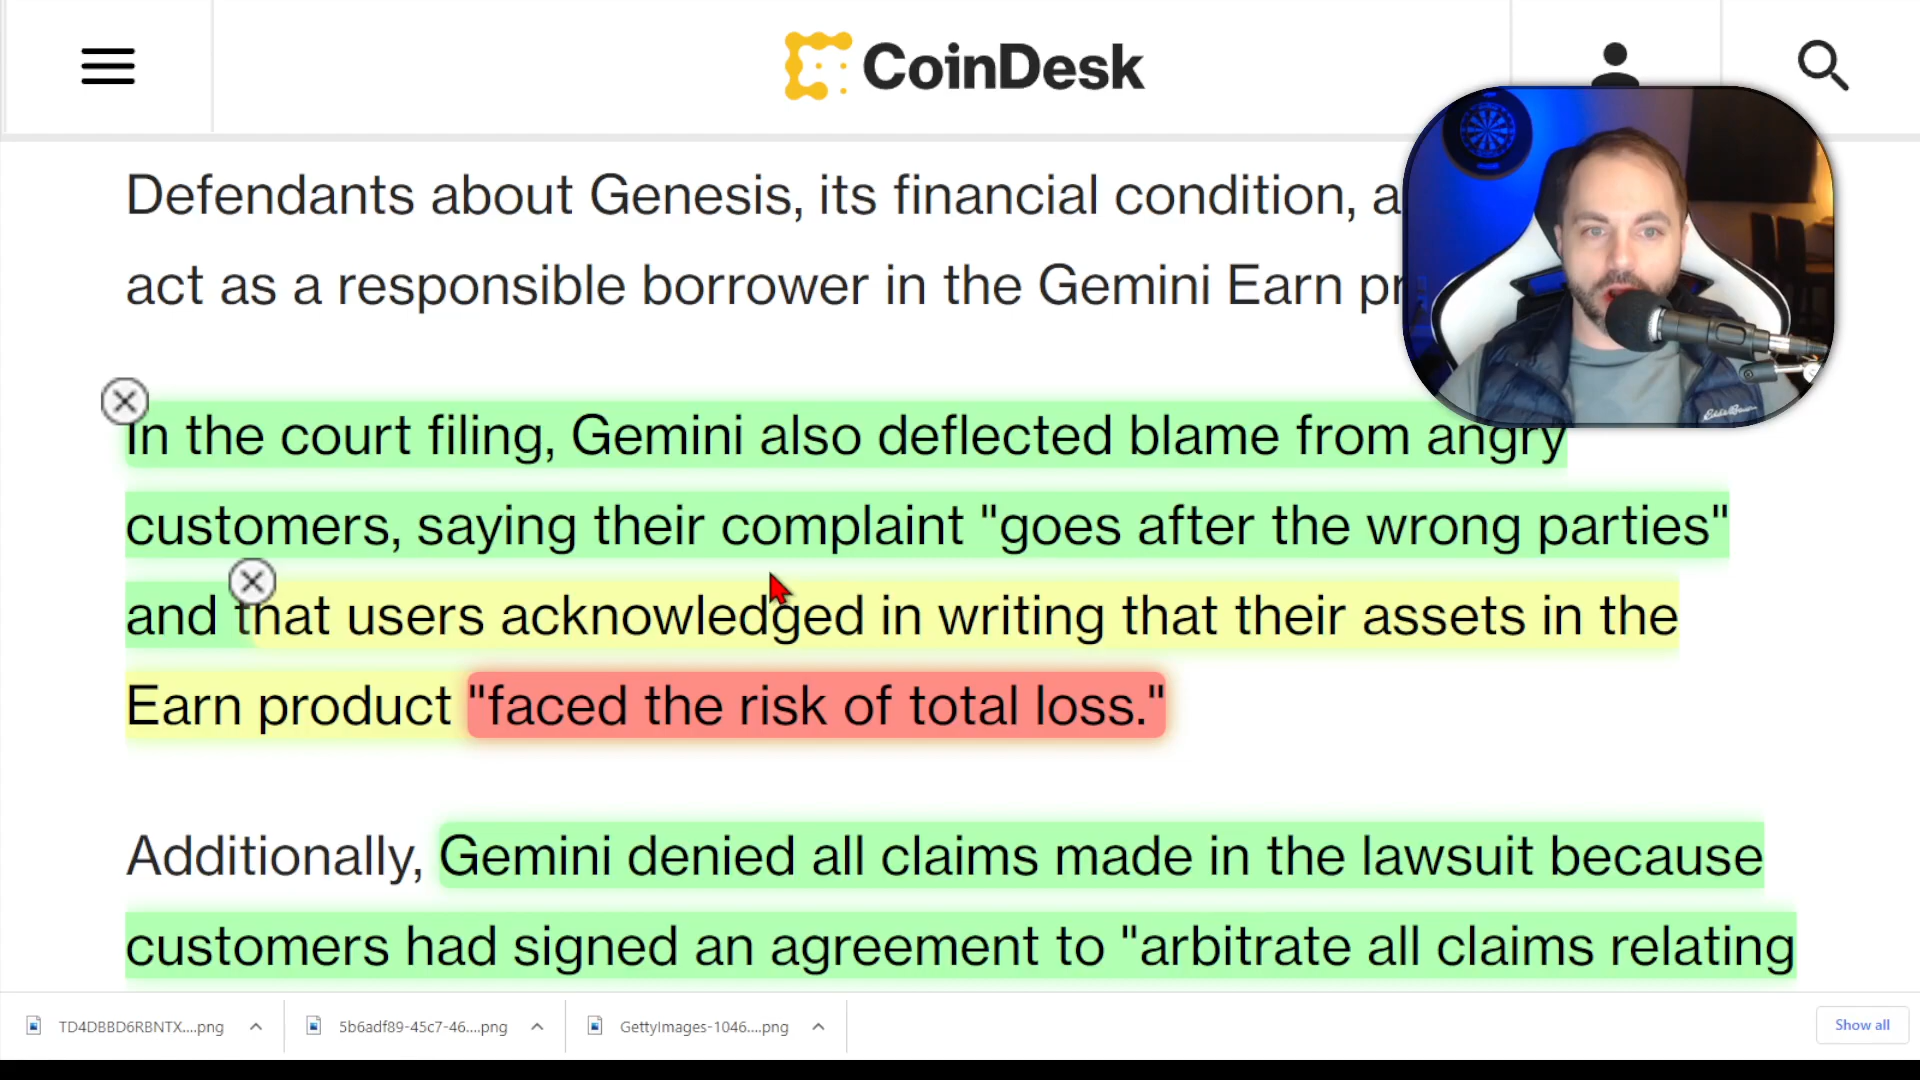 CoinDesk
Defendants about Genesis, its financial condition, a
act as a responsible borrower in the Gemini Earn pr
In the court filing, Gemini also deflected blame from angry
customers, saying their complaint "goes after the wrong parties"
and that users acknowledged in writing that their assets in the
Earn product "faced the risk of total loss."
Additionally, Gemini denied all claims made in the lawsuit because
customers had signed an agreement to "arbitrate all claims relating
TD4DBBD6RBNTX....png
5b6adf89-45c7-46....png
GettyImages-1046....png
Show all